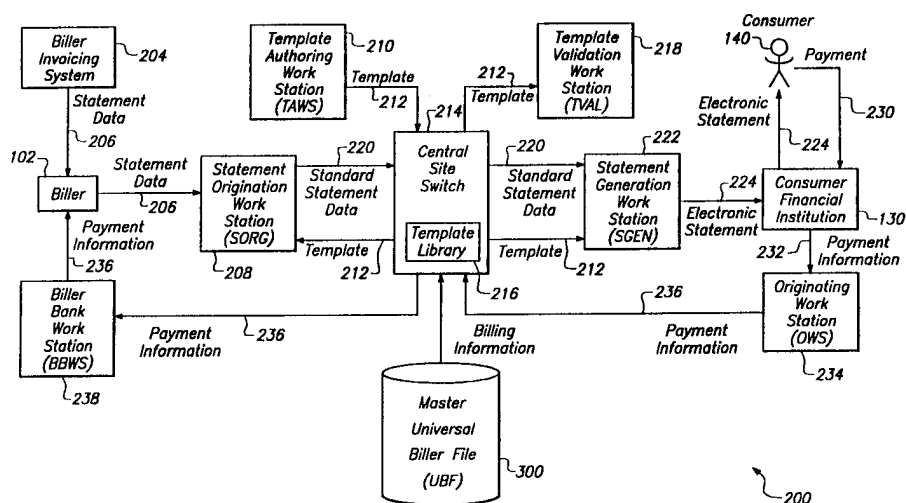 Biller
Invoicing
System
204
Statement
Data
206
102
Biller
Statement
Data
206
Payment
Information
236
Biller
Bank
Work
Station
(BBWS)
238
210
Template
Authoring
Work
Station
(TAWS)
Template
212
214
212
Template
Template
Validation
Work
Station
(TVAL)
218
Statement
Origination
Work
Station
(SORG)
208
220
Standard
Statement
Data
Template
212
Central
Site
Switch
Template
Library
216
220
Standard
Statement
Data
Template
212
222
Statement
Generation
Work
Station
(SGEN)
224
Electronic
Statement
Consumer
140
Payment
230
Electronic
Statement
224
Consumer
Financial
Institution
130
232
Payment
Information
Originating
Work
Station
(OWS)
234
236
Payment
Information
236
Payment
Information
Billing
Information
Master
Universal
Biller File
(UBF)
300
200